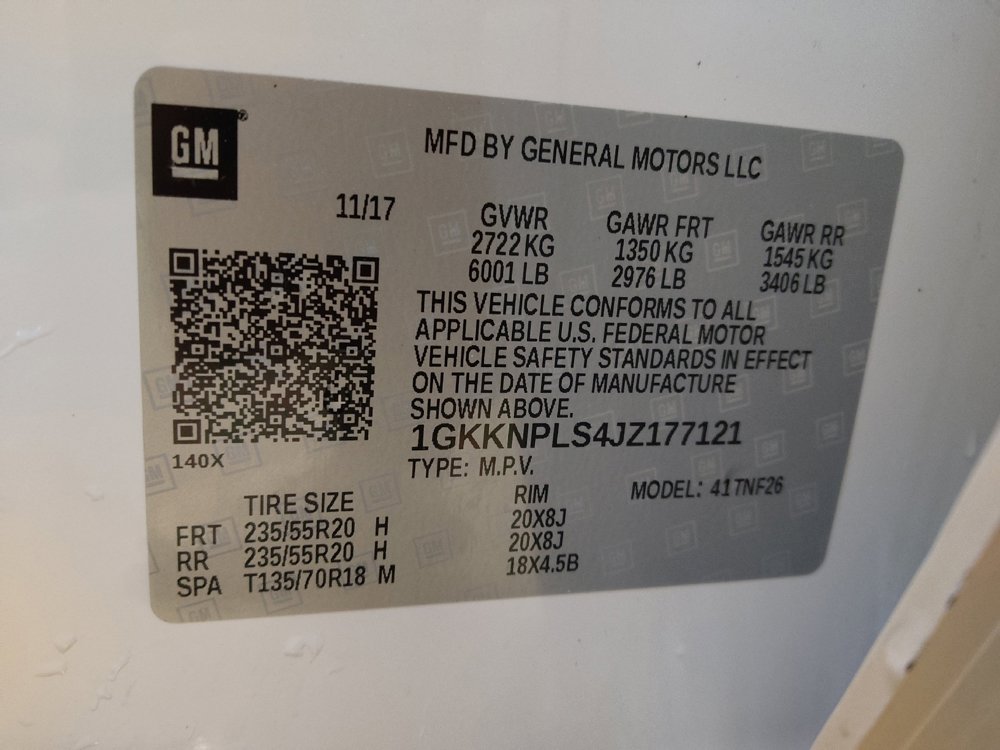 GM
MFD BY GENERAL MOTORS LLC
11/17
GVWR GAWR FRT GAWR RR
2722 KG 1350 KG 1545 KG
6001 LB 2976 LB 3406 LB
THIS VEHICLE CONFORMS TO ALL
APPLICABLE U.S. FEDERAL MOTOR
VEHICLE SAFETY STANDARDS IN EFFECT
ON THE DATE OF MANUFACTURE
SHOWN ABOVE.
1GKKNPLS4JZ177121
140X
TYPE: M.P.V. MODEL: 41TNF26
TIRE SIZE RIM
FRT 235/55R20 H 20X8J
RR 235/55R20 H 20X8J
SPA T135/70R18 M 18X4.5B